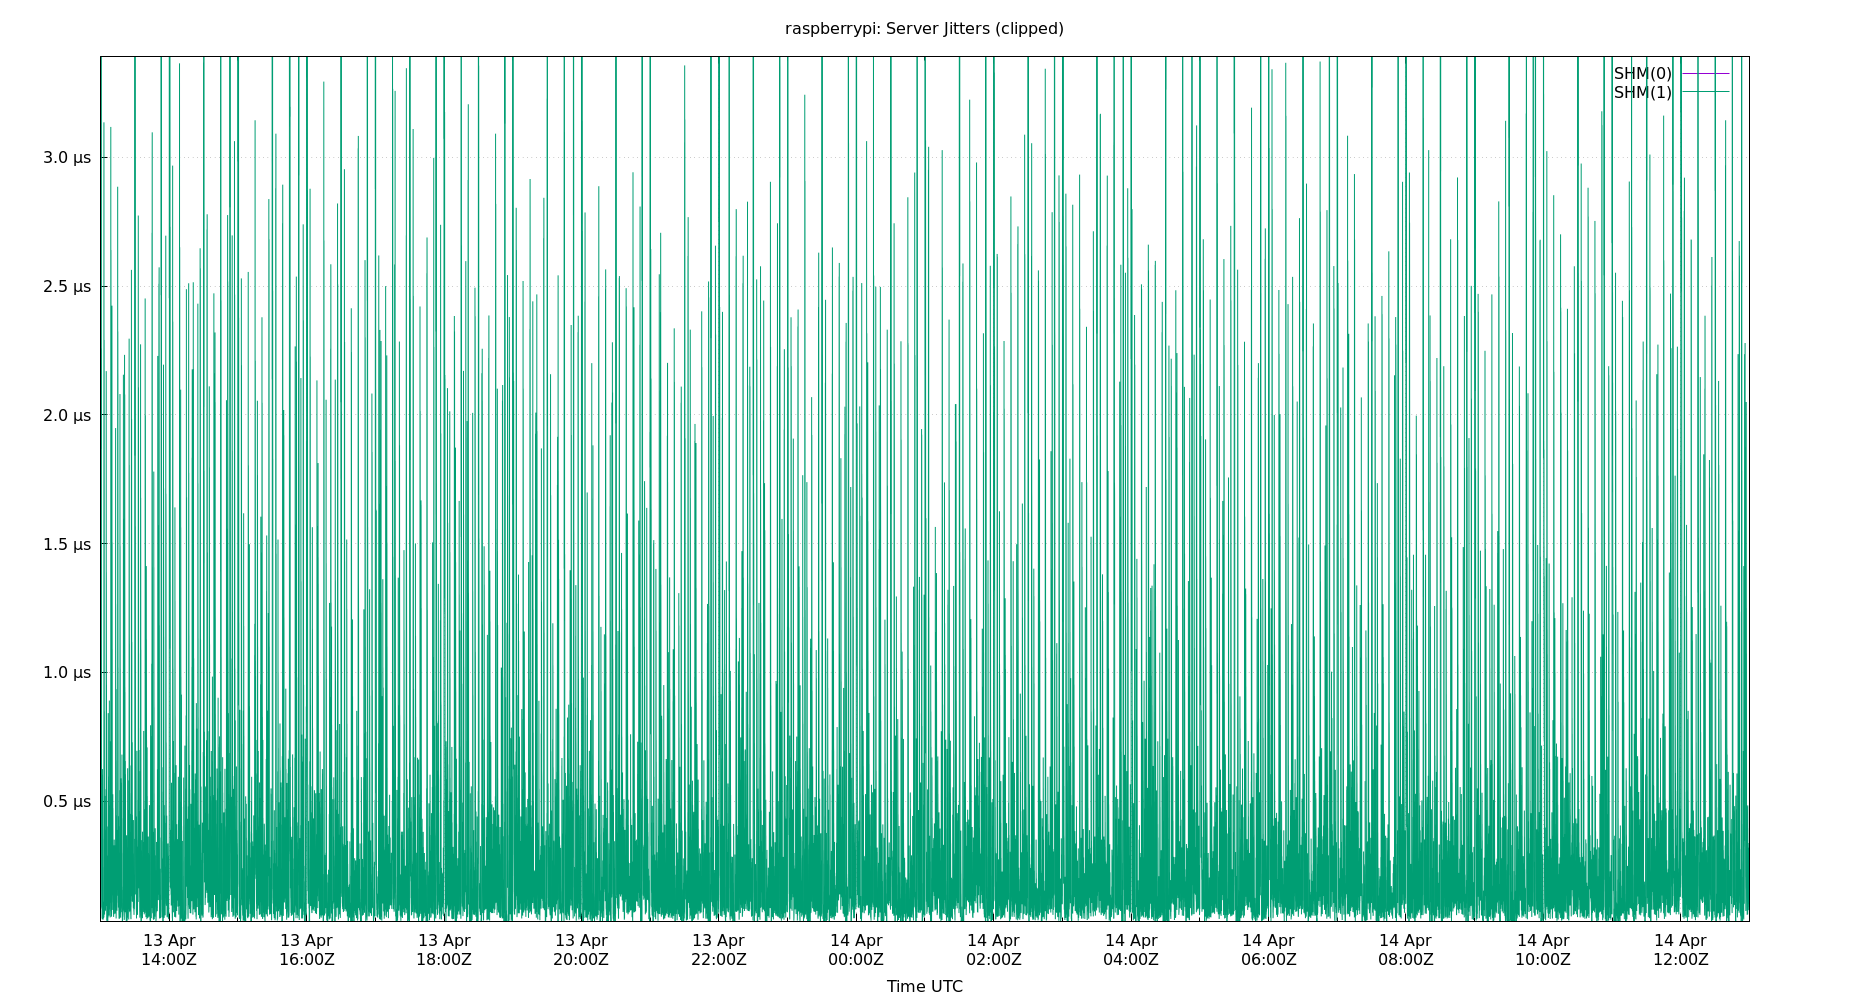 raspberrypi: Server Jitters (clipped)
SHM(0)
SHM(1)
3.0 µs
2.5 µs
2.0 µs
1.5 µs
1.0 µs
0.5 µs
13 Apr 13 Apr 13 Apr 13 Apr 13 Apr 14 Apr 14 Apr 14 Apr 14 Apr 14 Apr 14 Apr 14 Apr
14:00Z 16:00Z 18:00Z 20:00Z 22:00Z 00:00Z 02:00Z 04:00Z 06:00Z 08:00Z 10:00Z 12:00Z
Time UTC